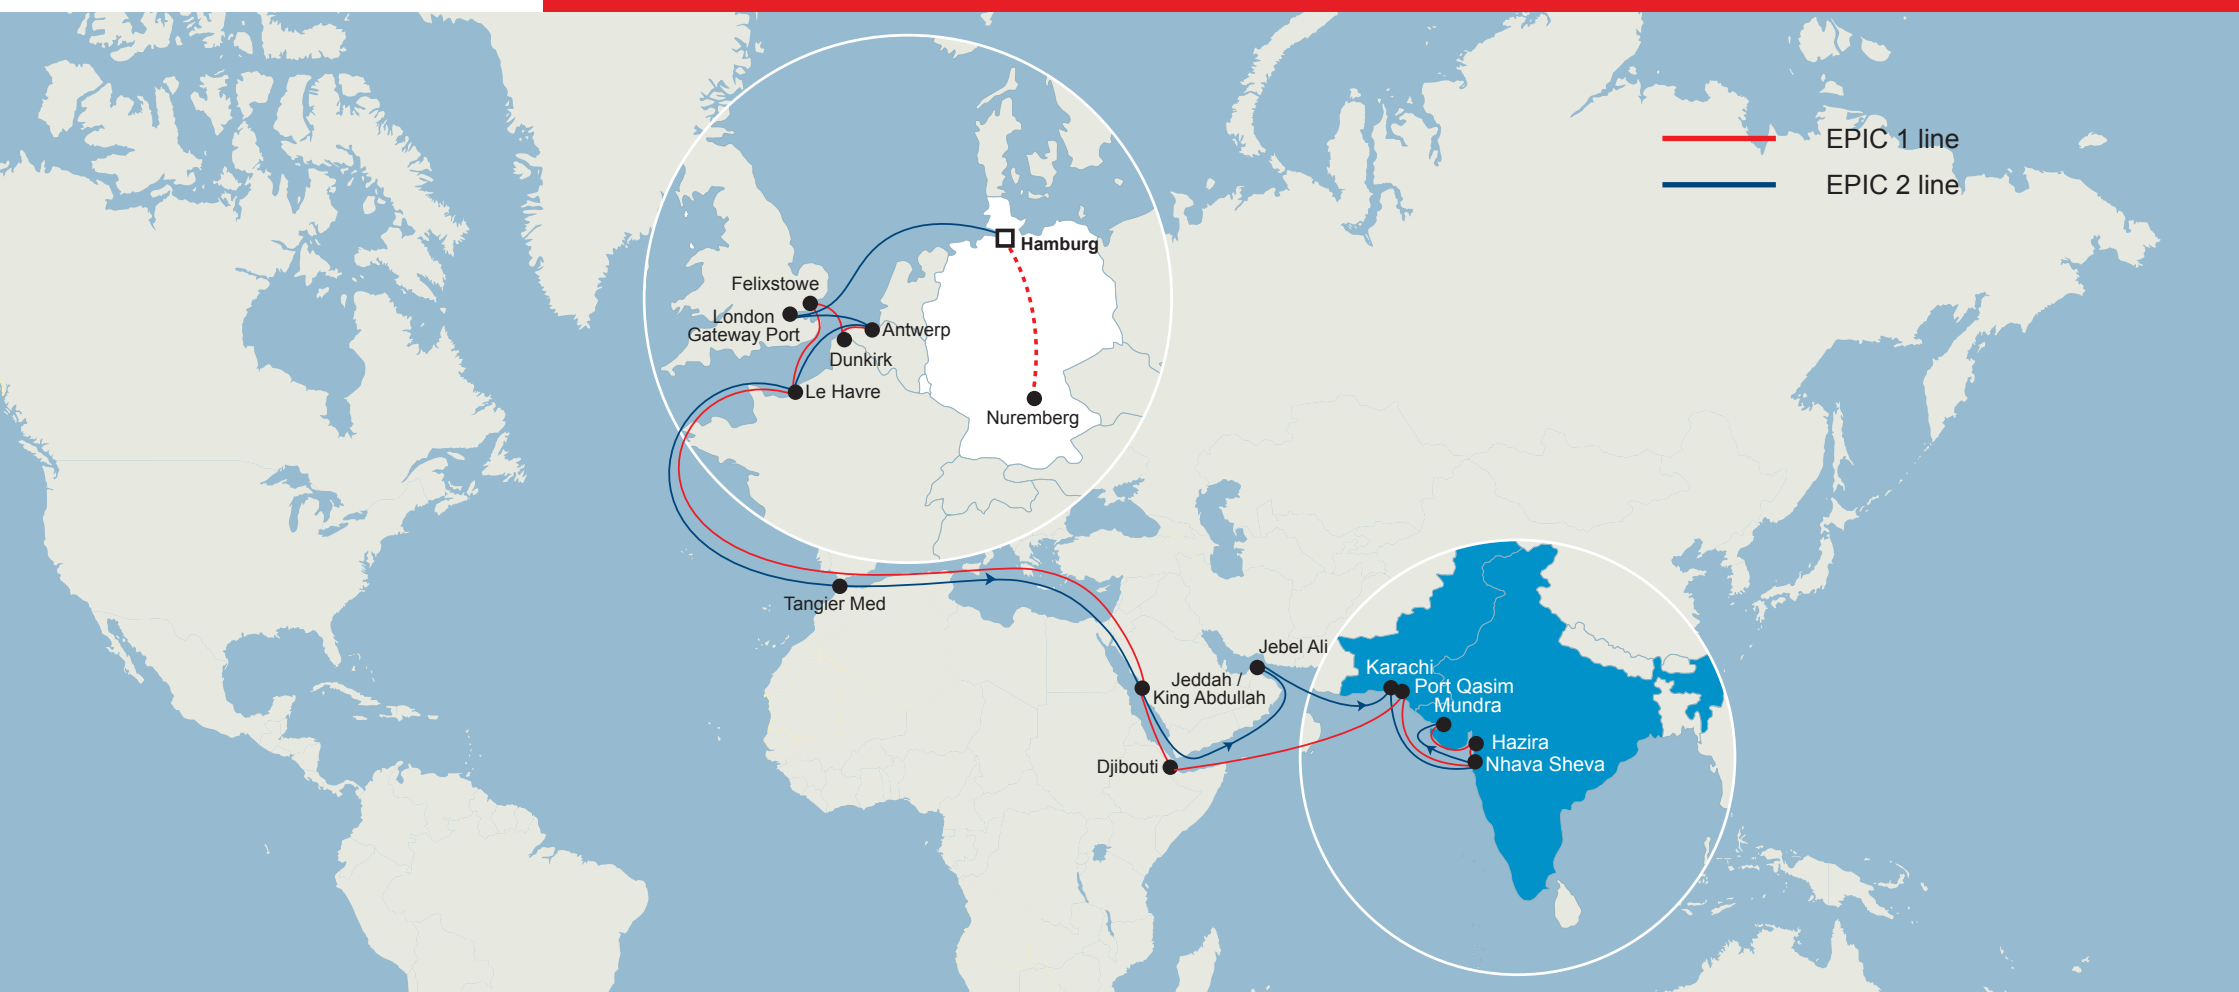 EPIC 1 line
EPIC 2 line
Hamburg
Felixstowe
London
Gateway Port
Antwerp
Dunkirk
Le Havre
Nuremberg
Tangier Med
Jebel Ali
Jeddah /
King Abdullah
Djibouti
Karachi
Port Qasim
Mundra
Hazira
Nhava Sheva